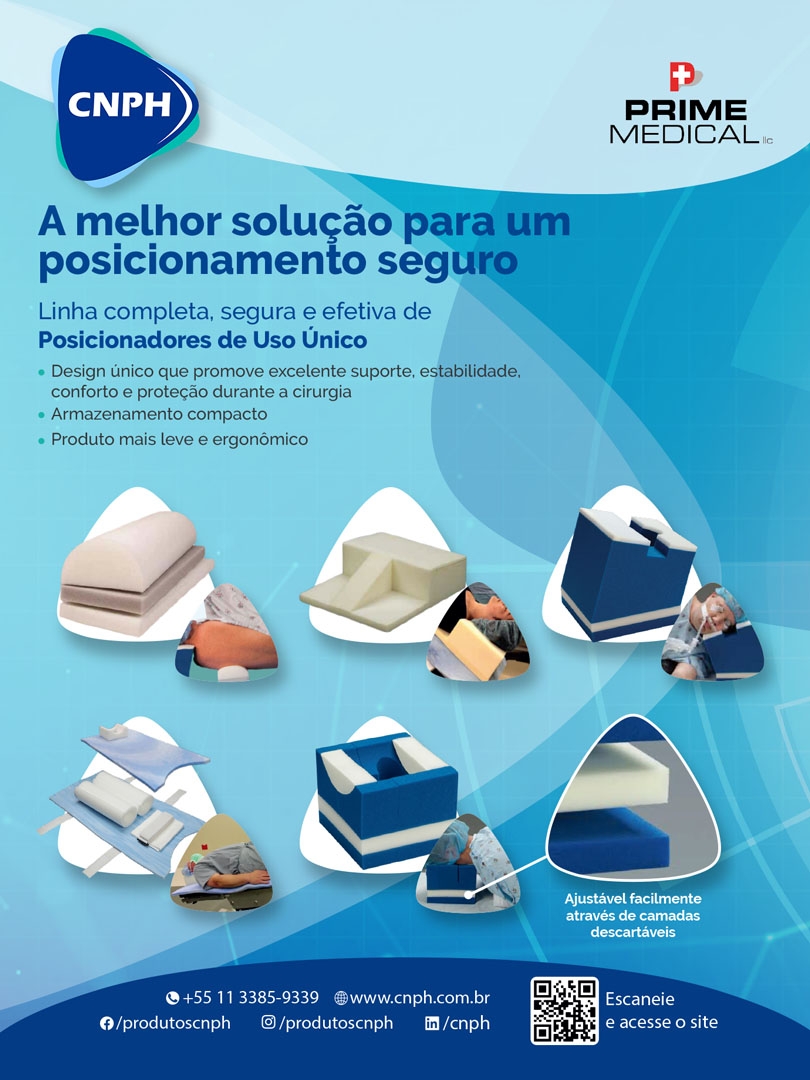 CNPH
PRIME
MEDICAL llc
A melhor solução para um
posicionamento seguro
Linha completa, segura e efetiva de
Posicionadores de Uso Único
• Design único que promove excelente suporte, estabilidade,
conforto e proteção durante a cirurgia
• Armazenamento compacto
• Produto mais leve e ergonômico
Ajustável facilmente
através de camadas
descartáveis
+55 11 3385-9339 www.cnph.com.br
/produtoscnph /produtoscnph /cnph
Escaneie
e acesse o site